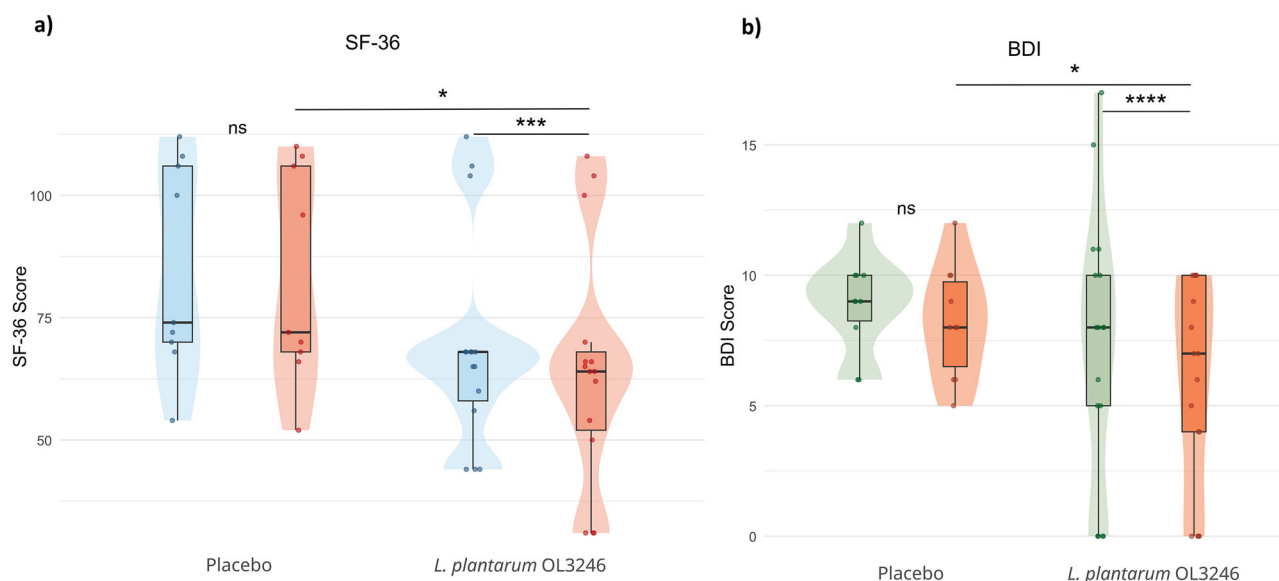 a)
SF-36
*
ns
***
100
75
50
SF-36 Score
Placebo
L. plantarum OL3246
b)
BDI
*
****
15
ns
10
5
0
BDI Score
Placebo
L. plantarum OL3246